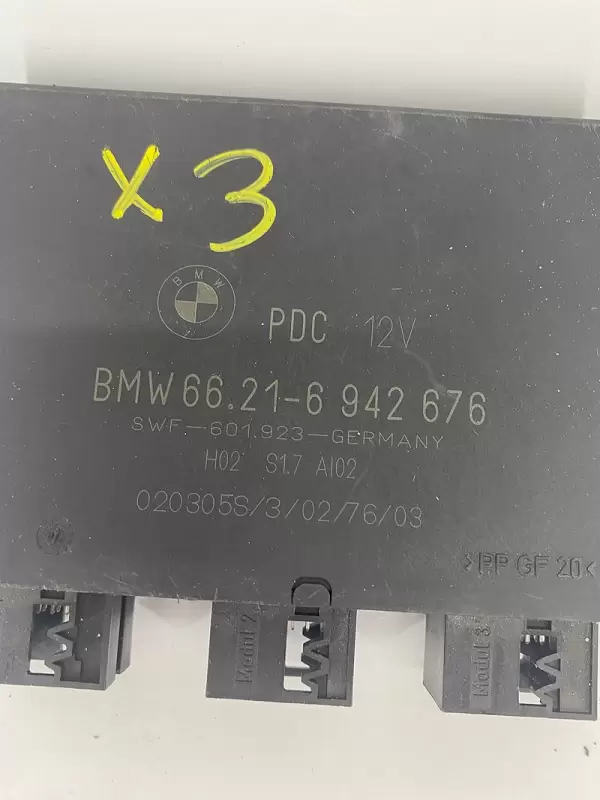 X3
BMW
PDC 12V
BMW 66.21-6 942 676
SWF-601.923-GERMANY
H02 S1.7 AI02
020305S/3/02/76/03
>PP GF 20<
Modul 2
Modul 3